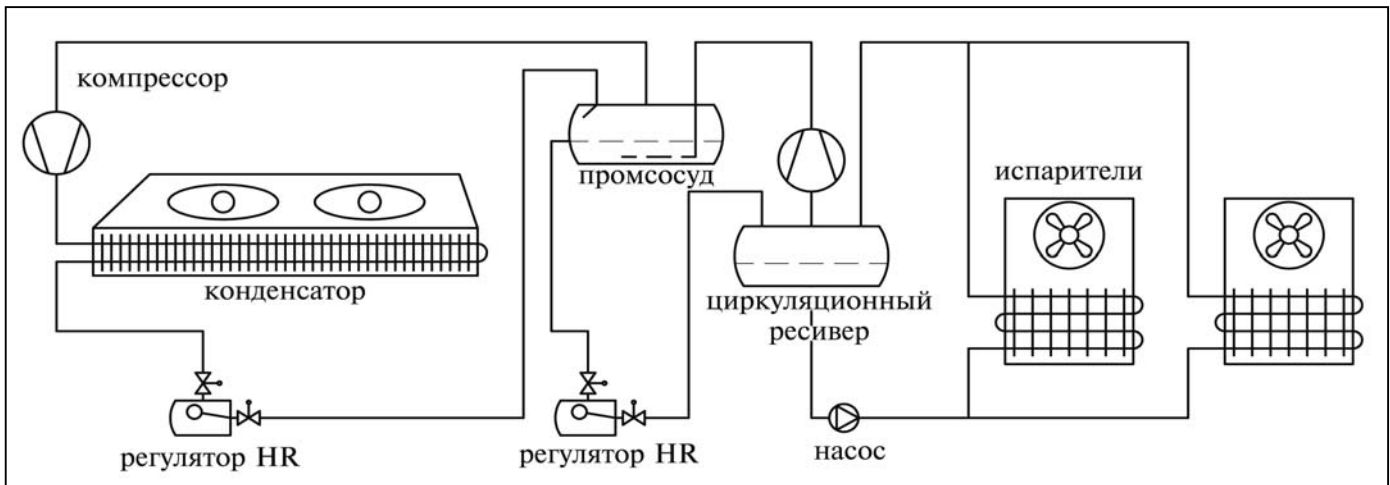 компрессор
промсосуд
испарители
конденсатор
циркуляционный
ресивер
регулятор HR
регулятор HR
насос